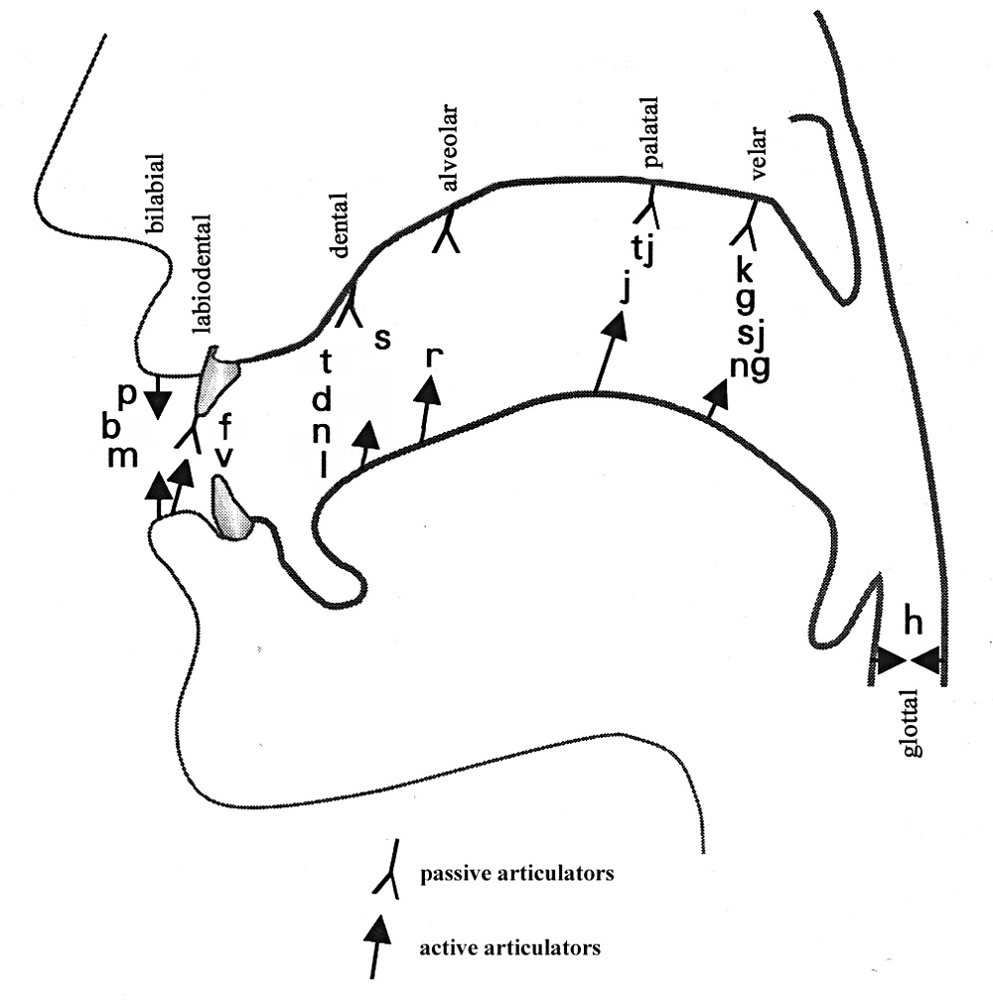 bilabial
labiodental
dental
alveolar
palatal
velar
p
b
m
f
v
t
d
n
l
s
r
tj
j
k
g
sj
ng
h
glottal
passive articulators
active articulators